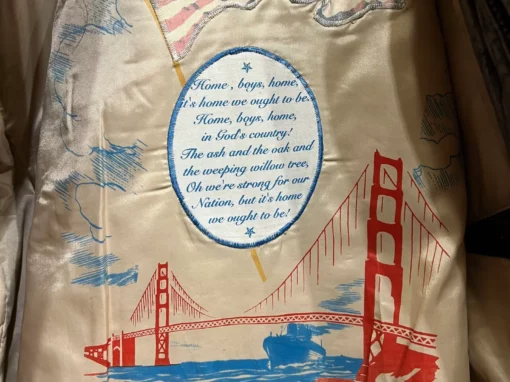 Home , boys, home,
it's home we ought to be.
Home, boys, home,
in God's country!
The ash and the oak and
the weeping willow tree,
Oh we're strong for our
Nation, but it's home
we ought to be!